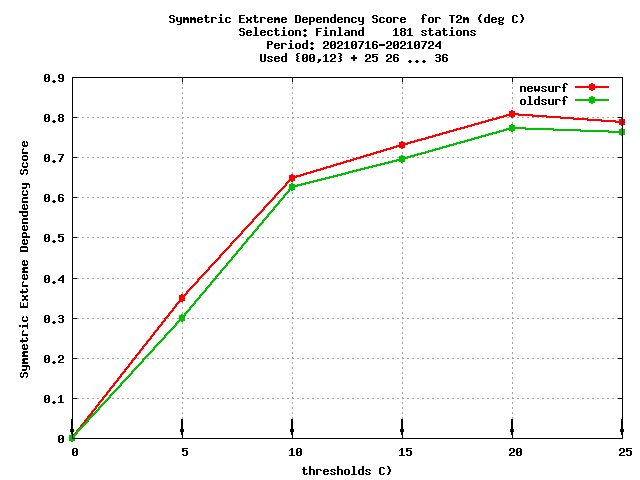 Symmetric Extreme Dependency Score  for T2m (deg C)
Selection: Finland    181 stations
Period: 20210716-20210724
Used {00,12} + 25 26 ... 36
newsurf
oldsurf
Symmetric Extreme Dependency Score
0.9
0.8
0.7
0.6
0.5
0.4
0.3
0.2
0.1
0
0 5 10 15 20 25
thresholds C)